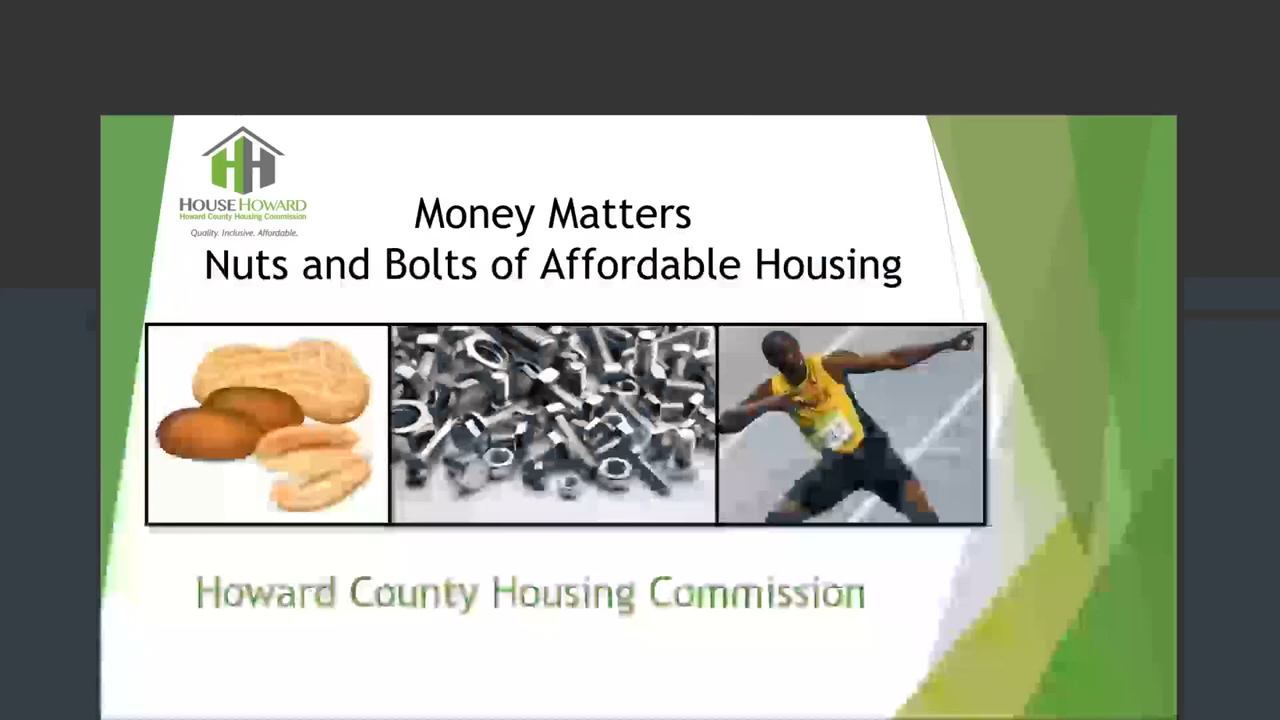 HOUSE HOWARD
Howard County Housing Commission
Quality. Inclusive. Affordable.
Money Matters
Nuts and Bolts of Affordable Housing
Howard County Housing Commission